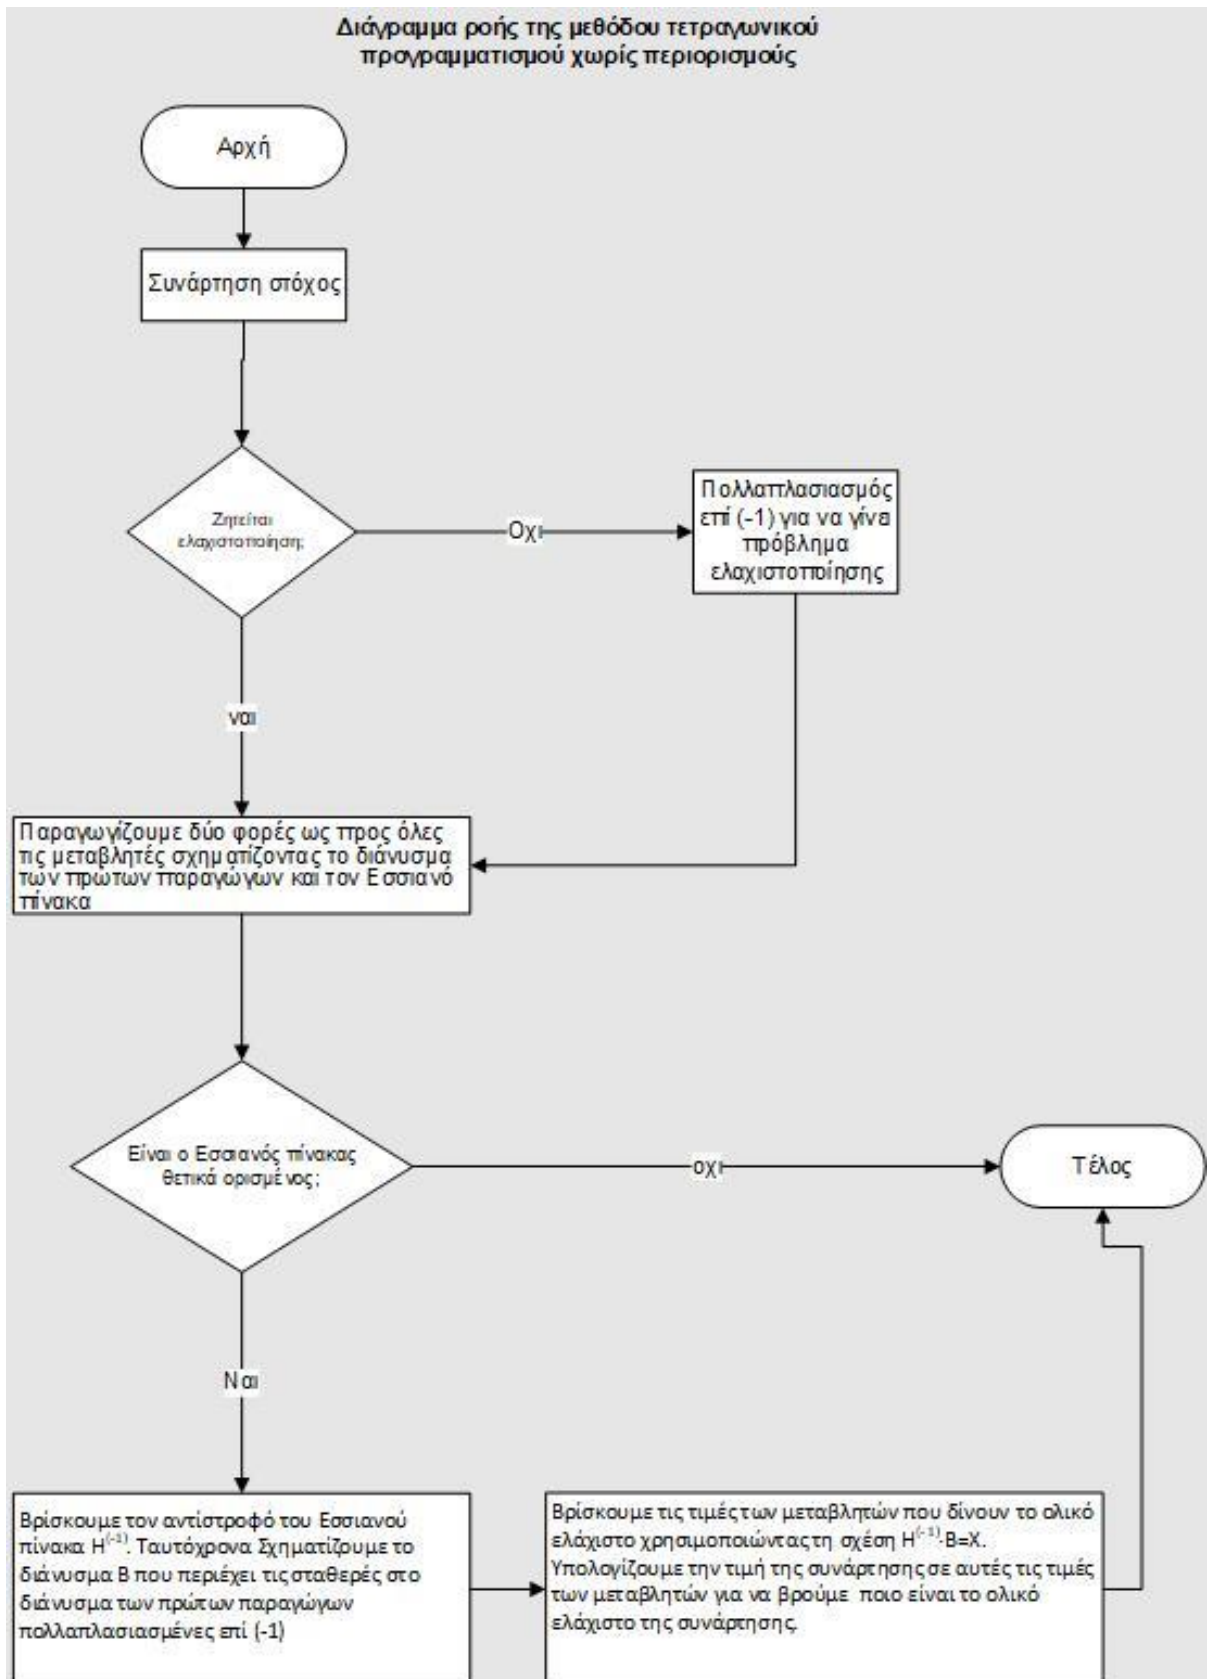 Διάγραμμα ροής της μεθόδου τετραγωνικού
προγραμματισμού χωρίς περιορισμούς
Αρχή
Συνάρτηση στόχος
Ζητείται
ελαχιστοποίηση;
Οχι
Πολλαπλασιασμός
επί (-1) για να γίνει
πρόβλημα
ελαχιστοποίησης
ναι
Παραγωγίζουμε δύο φορές ως προς όλες
τις μεταβλητές σχηματίζοντας το διάνυσμα
των πρώτων παραγώγων και τον Εσσιανό
πίνακα
Είναι ο Εσσιανός πίνακας
θετικά ορισμένος;
οχι
Τέλος
Ναι
Βρίσκουμε τον αντίστροφό του Εσσιανού
πίνακα H⁽⁻¹⁾. Ταυτόχρονα Σχηματίζουμε το
διάνυσμα Β που περιέχει τις σταθερές στο
διάνυσμα των πρώτων παραγώγων
πολλαπλασιασμένες επί (-1)
Βρίσκουμε τις τιμές των μεταβλητών που δίνουν το ολικό
ελάχιστο χρησιμοποιώντας τη σχέση H⁽⁻¹⁾·B=X.
Υπολογίζουμε την τιμή της συνάρτησης σε αυτές τις τιμές
των μεταβλητών για να βρούμε ποιο είναι το ολικό
ελάχιστο της συνάρτησης.